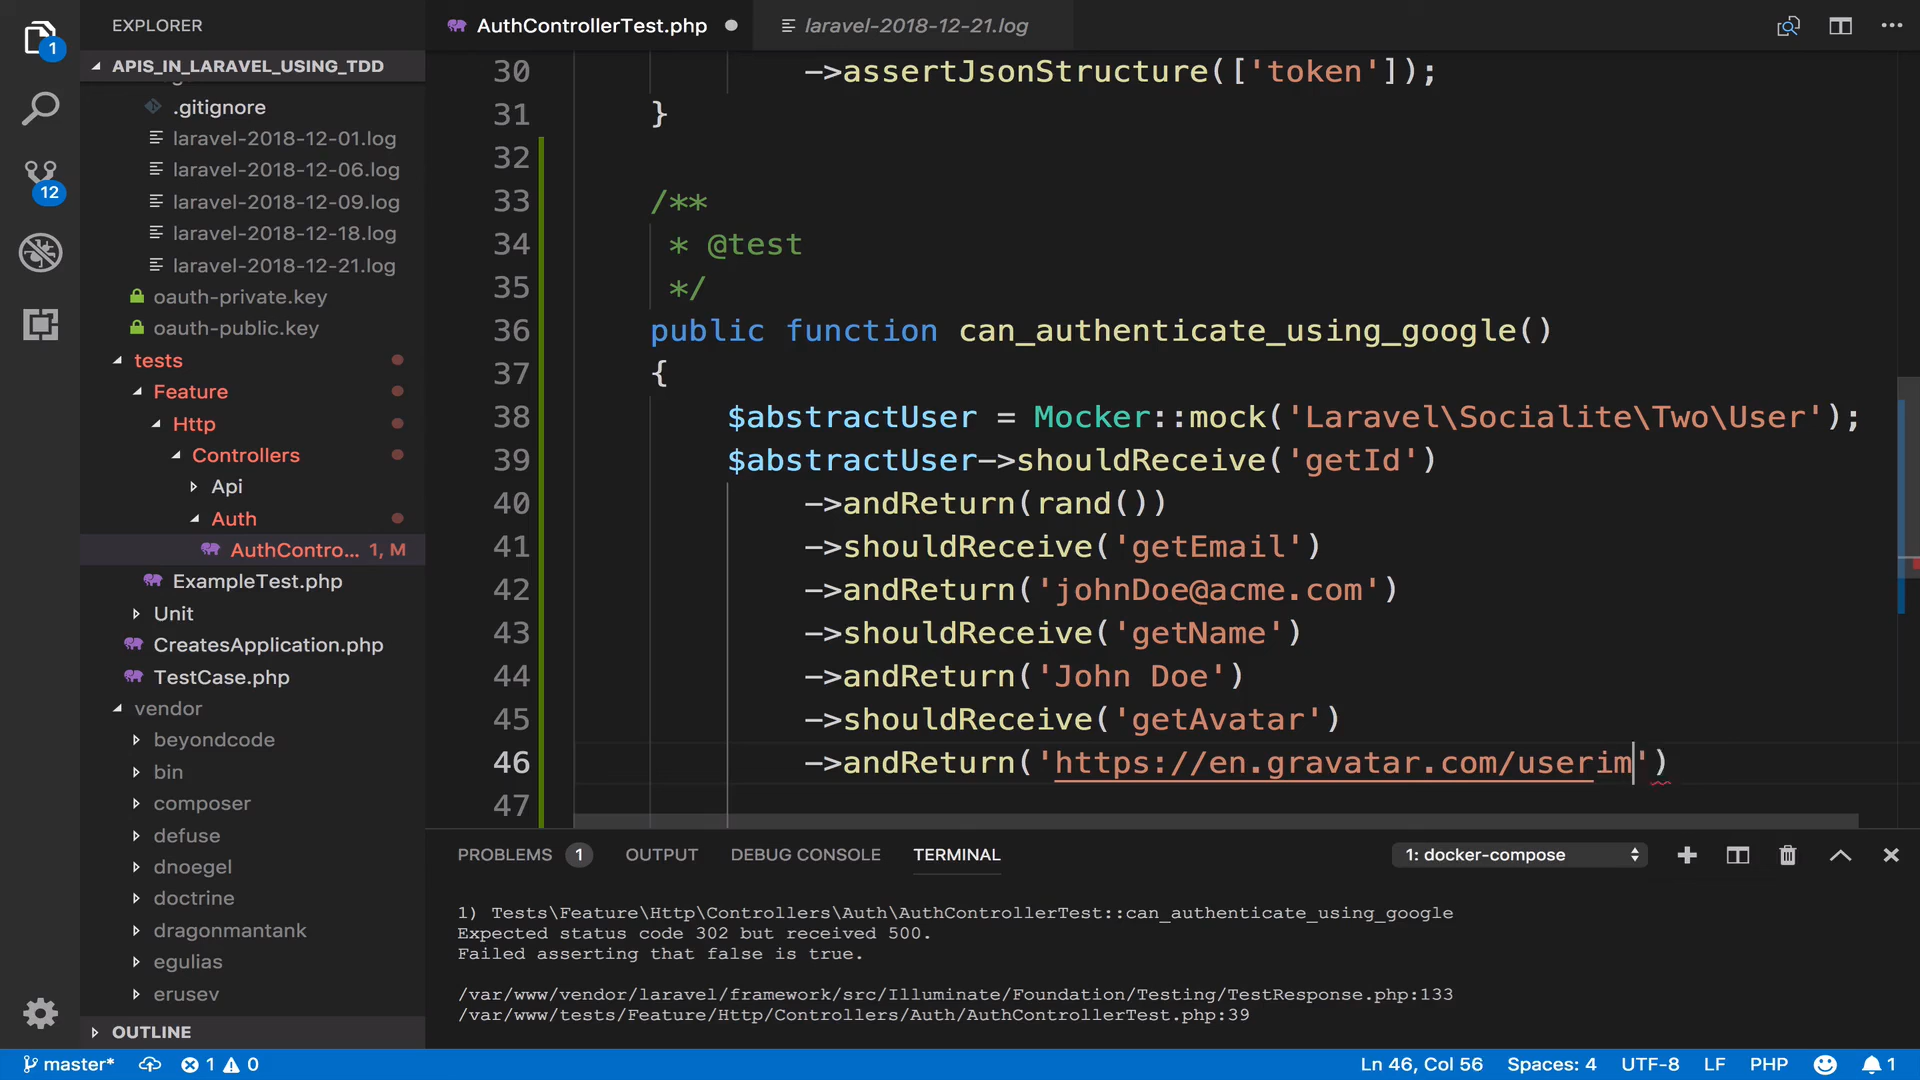 EXPLORER
AuthControllerTest.php
laravel-2018-12-21.log
1
APIS_IN_LARAVEL_USING_TDD
.gitignore
laravel-2018-12-01.log
laravel-2018-12-06.log
laravel-2018-12-09.log
laravel-2018-12-18.log
laravel-2018-12-21.log
oauth-private.key
oauth-public.key
tests
Feature
Http
Controllers
Api
Auth
AuthContro... 1, M
ExampleTest.php
Unit
CreatesApplication.php
TestCase.php
vendor
beyondcode
bin
composer
defuse
dnoegel
doctrine
dragonmantank
egulias
erusev
OUTLINE
12
30 ->assertJsonStructure(['token']);
31 }
32
33 /**
34 * @test
35 */
36 public function can_authenticate_using_google()
37 {
38 $abstractUser = Mocker::mock('Laravel\Socialite\Two\User');
39 $abstractUser->shouldReceive('getId')
40 ->andReturn(rand())
41 ->shouldReceive('getEmail')
42 ->andReturn('johnDoe@acme.com')
43 ->shouldReceive('getName')
44 ->andReturn('John Doe')
45 ->shouldReceive('getAvatar')
46 ->andReturn('https://en.gravatar.com/userim')
47
PROBLEMS 1 OUTPUT DEBUG CONSOLE TERMINAL 1: docker-compose
1) Tests\Feature\Http\Controllers\Auth\AuthControllerTest::can_authenticate_using_google
Expected status code 302 but received 500.
Failed asserting that false is true.
/var/www/vendor/laravel/framework/src/Illuminate/Foundation/Testing/TestResponse.php:133
/var/www/tests/Feature/Http/Controllers/Auth/AuthControllerTest.php:39
master* 1 0 Ln 46, Col 56 Spaces: 4 UTF-8 LF PHP 1